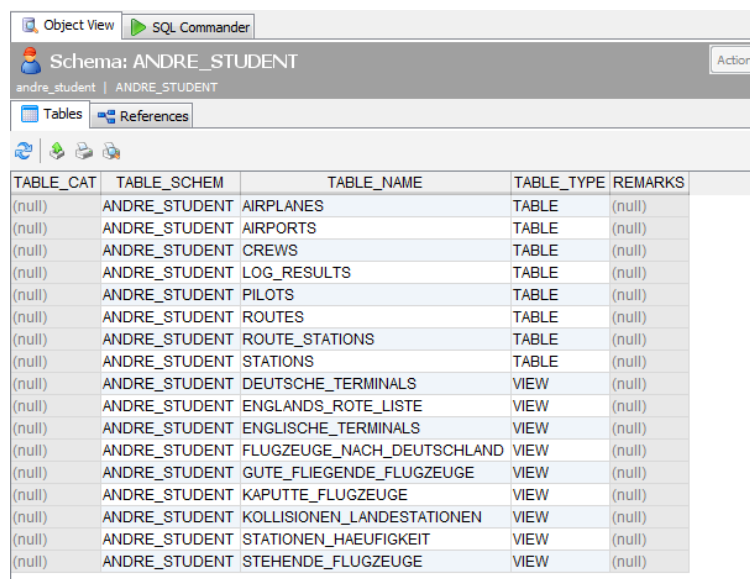 Object View SQL Commander
Schema: ANDRE_STUDENT
Action
andre_student | ANDRE_STUDENT
Tables References
TABLE_CAT TABLE_SCHEM TABLE_NAME TABLE_TYPE REMARKS
(null) ANDRE_STUDENT AIRPLANES TABLE (null)
(null) ANDRE_STUDENT AIRPORTS TABLE (null)
(null) ANDRE_STUDENT CREWS TABLE (null)
(null) ANDRE_STUDENT LOG_RESULTS TABLE (null)
(null) ANDRE_STUDENT PILOTS TABLE (null)
(null) ANDRE_STUDENT ROUTES TABLE (null)
(null) ANDRE_STUDENT ROUTE_STATIONS TABLE (null)
(null) ANDRE_STUDENT STATIONS TABLE (null)
(null) ANDRE_STUDENT DEUTSCHE_TERMINALS VIEW (null)
(null) ANDRE_STUDENT ENGLANDS_ROTE_LISTE VIEW (null)
(null) ANDRE_STUDENT ENGLISCHE_TERMINALS VIEW (null)
(null) ANDRE_STUDENT FLUGZEUGE_NACH_DEUTSCHLAND VIEW (null)
(null) ANDRE_STUDENT GUTE_FLIEGENDE_FLUGZEUGE VIEW (null)
(null) ANDRE_STUDENT KAPUTTE_FLUGZEUGE VIEW (null)
(null) ANDRE_STUDENT KOLLISIONEN_LANDESTATIONEN VIEW (null)
(null) ANDRE_STUDENT STATIONEN_HAEUFIGKEIT VIEW (null)
(null) ANDRE_STUDENT STEHENDE_FLUGZEUGE VIEW (null)